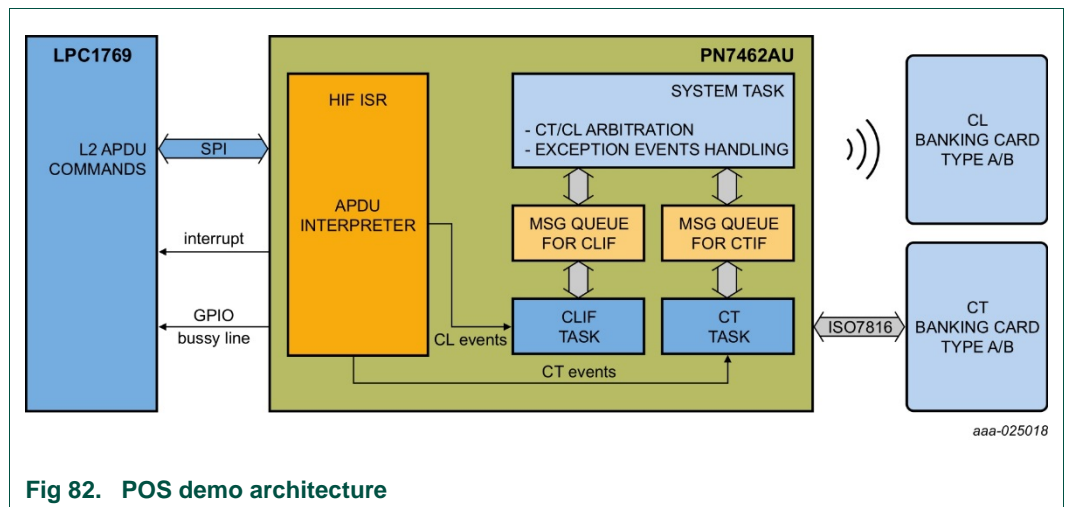 LPC1769
L2 APDU
COMMANDS
SPI
interrupt
GPIO
bussy line
PN7462AU
HIF ISR
APDU
INTERPRETER
SYSTEM TASK
- CT/CL ARBITRATION
- EXCEPTION EVENTS HANDLING
MSG QUEUE
FOR CLIF
MSG QUEUE
FOR CTIF
CLIF
TASK
CT
TASK
CL events
CT events
ISO7816
CL
BANKING CARD
TYPE A/B
CT
BANKING CARD
TYPE A/B
aaa-025018
Fig 82. POS demo architecture